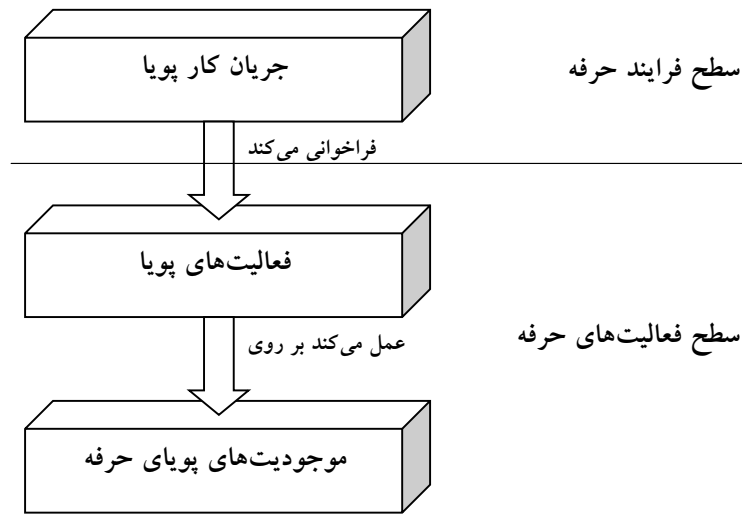 جریان کار پویا
سطح فرایند حرفه
فراخوانی می‌کند
فعالیت‌های پویا
عمل می‌کند بر روی
سطح فعالیت‌های حرفه
موجودیت‌های پویای حرفه